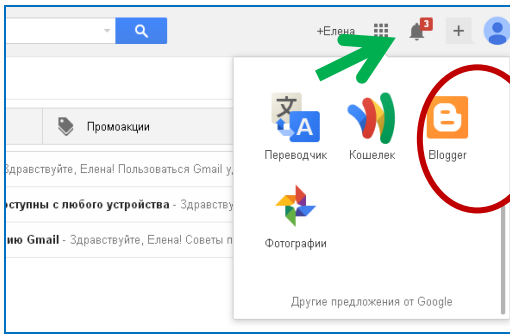 +Елена
3
Промоакции
Переводчик Кошелек Blogger
Здравствуйте, Елена! Пользоваться Gmail у
оступны с любого устройства - Здравству
Фотографии
ию Gmail - Здравствуйте, Елена! Советы п
Другие предложения от Google